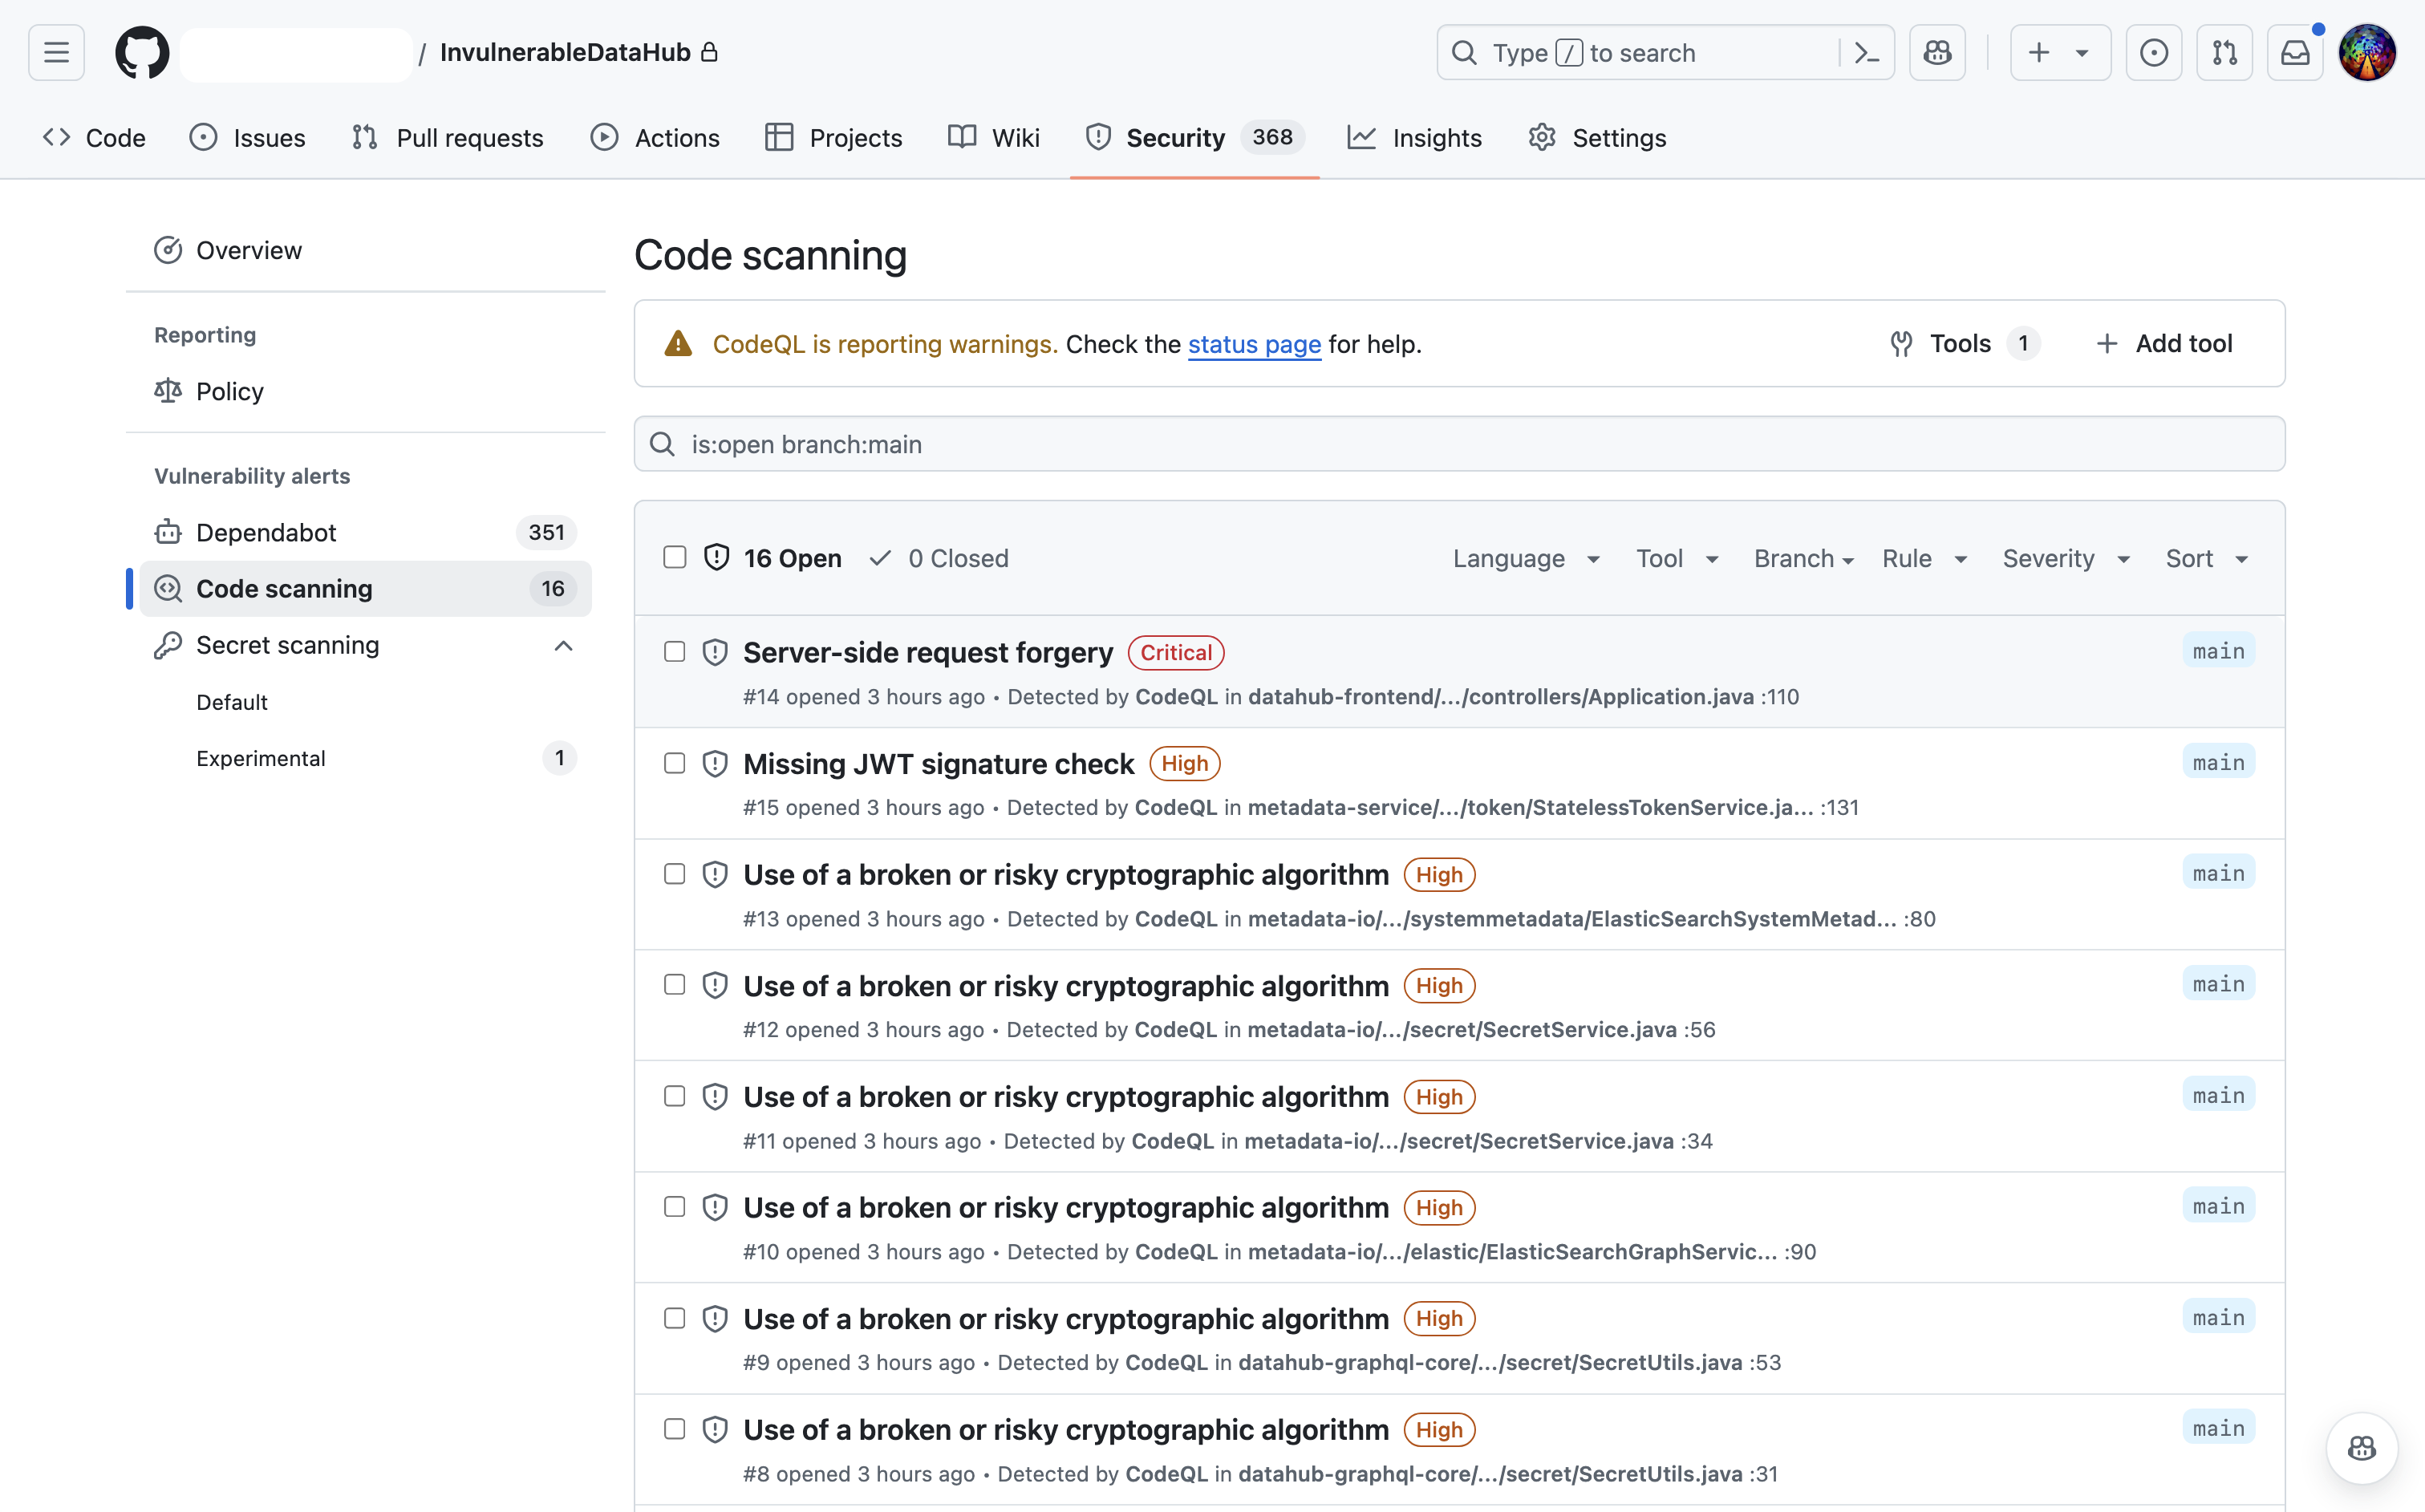 / InvulnerableDataHub
Type / to search
Code
Issues
Pull requests
Actions
Projects
Wiki
Security 368
Insights
Settings
Overview
Reporting
Policy
Vulnerability alerts
Dependabot 351
Code scanning 16
Secret scanning
Default
Experimental 1
Code scanning
CodeQL is reporting warnings. Check the status page for help.
Tools 1
Add tool
is:open branch:main
16 Open
0 Closed
Language
Tool
Branch
Rule
Severity
Sort
Server-side request forgery Critical main
#14 opened 3 hours ago • Detected by CodeQL in datahub-frontend/.../controllers/Application.java :110
Missing JWT signature check High main
#15 opened 3 hours ago • Detected by CodeQL in metadata-service/.../token/StatelessTokenService.ja... :131
Use of a broken or risky cryptographic algorithm High main
#13 opened 3 hours ago • Detected by CodeQL in metadata-io/.../systemmetadata/ElasticSearchSystemMetad... :80
Use of a broken or risky cryptographic algorithm High main
#12 opened 3 hours ago • Detected by CodeQL in metadata-io/.../secret/SecretService.java :56
Use of a broken or risky cryptographic algorithm High main
#11 opened 3 hours ago • Detected by CodeQL in metadata-io/.../secret/SecretService.java :34
Use of a broken or risky cryptographic algorithm High main
#10 opened 3 hours ago • Detected by CodeQL in metadata-io/.../elastic/ElasticSearchGraphServic... :90
Use of a broken or risky cryptographic algorithm High main
#9 opened 3 hours ago • Detected by CodeQL in datahub-graphql-core/.../secret/SecretUtils.java :53
Use of a broken or risky cryptographic algorithm High main
#8 opened 3 hours ago • Detected by CodeQL in datahub-graphql-core/.../secret/SecretUtils.java :31